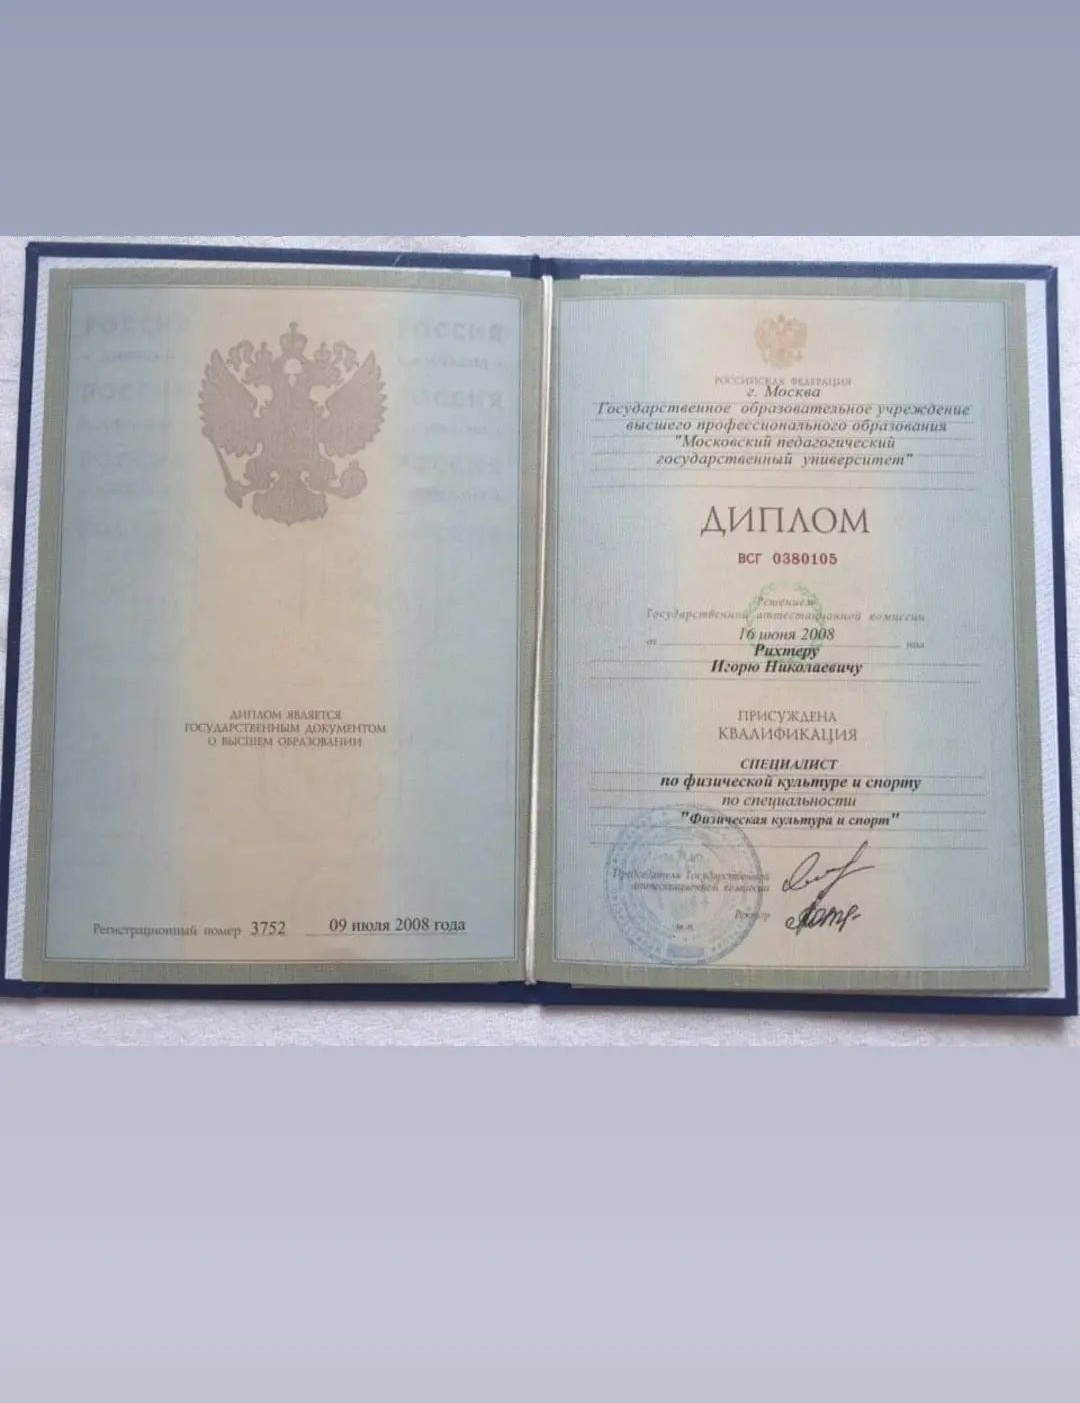 ДИПЛОМ ЯВЛЯЕТСЯ
ГОСУДАРСТВЕННЫМ ДОКУМЕНТОМ
О ВЫСШЕМ ОБРАЗОВАНИИ
Регистрационный номер 3752 09 июля 2008 года
РОССИЙСКАЯ ФЕДЕРАЦИЯ
г. Москва
Государственное образовательное учреждение
высшего профессионального образования
"Московский педагогический
государственный университет"
ДИПЛОМ
ВСГ 0380105
Решением
Государственной аттестационной комиссии
от 16 июня 2008 года
Рихтеру
Игорю Николаевичу
ПРИСУЖДЕНА
КВАЛИФИКАЦИЯ
СПЕЦИАЛИСТ
по физической культуре и спорту
по специальности
"Физическая культура и спорт"
Председатель Государственной
аттестационной комиссии
Ректор
М.П.